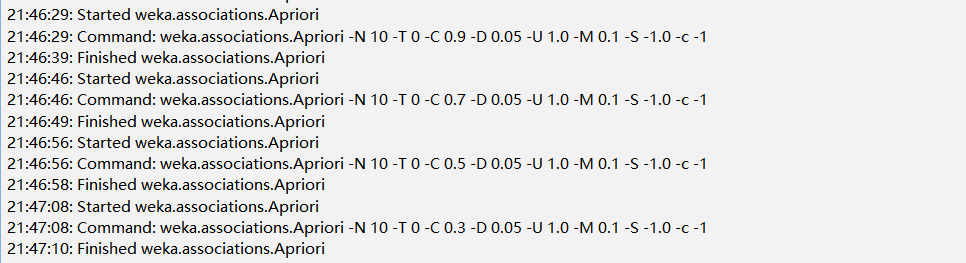 21:46:29: Started weka.associations.Apriori
21:46:29: Command: weka.associations.Apriori -N 10 -T 0 -C 0.9 -D 0.05 -U 1.0 -M 0.1 -S -1.0 -c -1
21:46:39: Finished weka.associations.Apriori
21:46:46: Started weka.associations.Apriori
21:46:46: Command: weka.associations.Apriori -N 10 -T 0 -C 0.7 -D 0.05 -U 1.0 -M 0.1 -S -1.0 -c -1
21:46:49: Finished weka.associations.Apriori
21:46:56: Started weka.associations.Apriori
21:46:56: Command: weka.associations.Apriori -N 10 -T 0 -C 0.5 -D 0.05 -U 1.0 -M 0.1 -S -1.0 -c -1
21:46:58: Finished weka.associations.Apriori
21:47:08: Started weka.associations.Apriori
21:47:08: Command: weka.associations.Apriori -N 10 -T 0 -C 0.3 -D 0.05 -U 1.0 -M 0.1 -S -1.0 -c -1
21:47:10: Finished weka.associations.Apriori